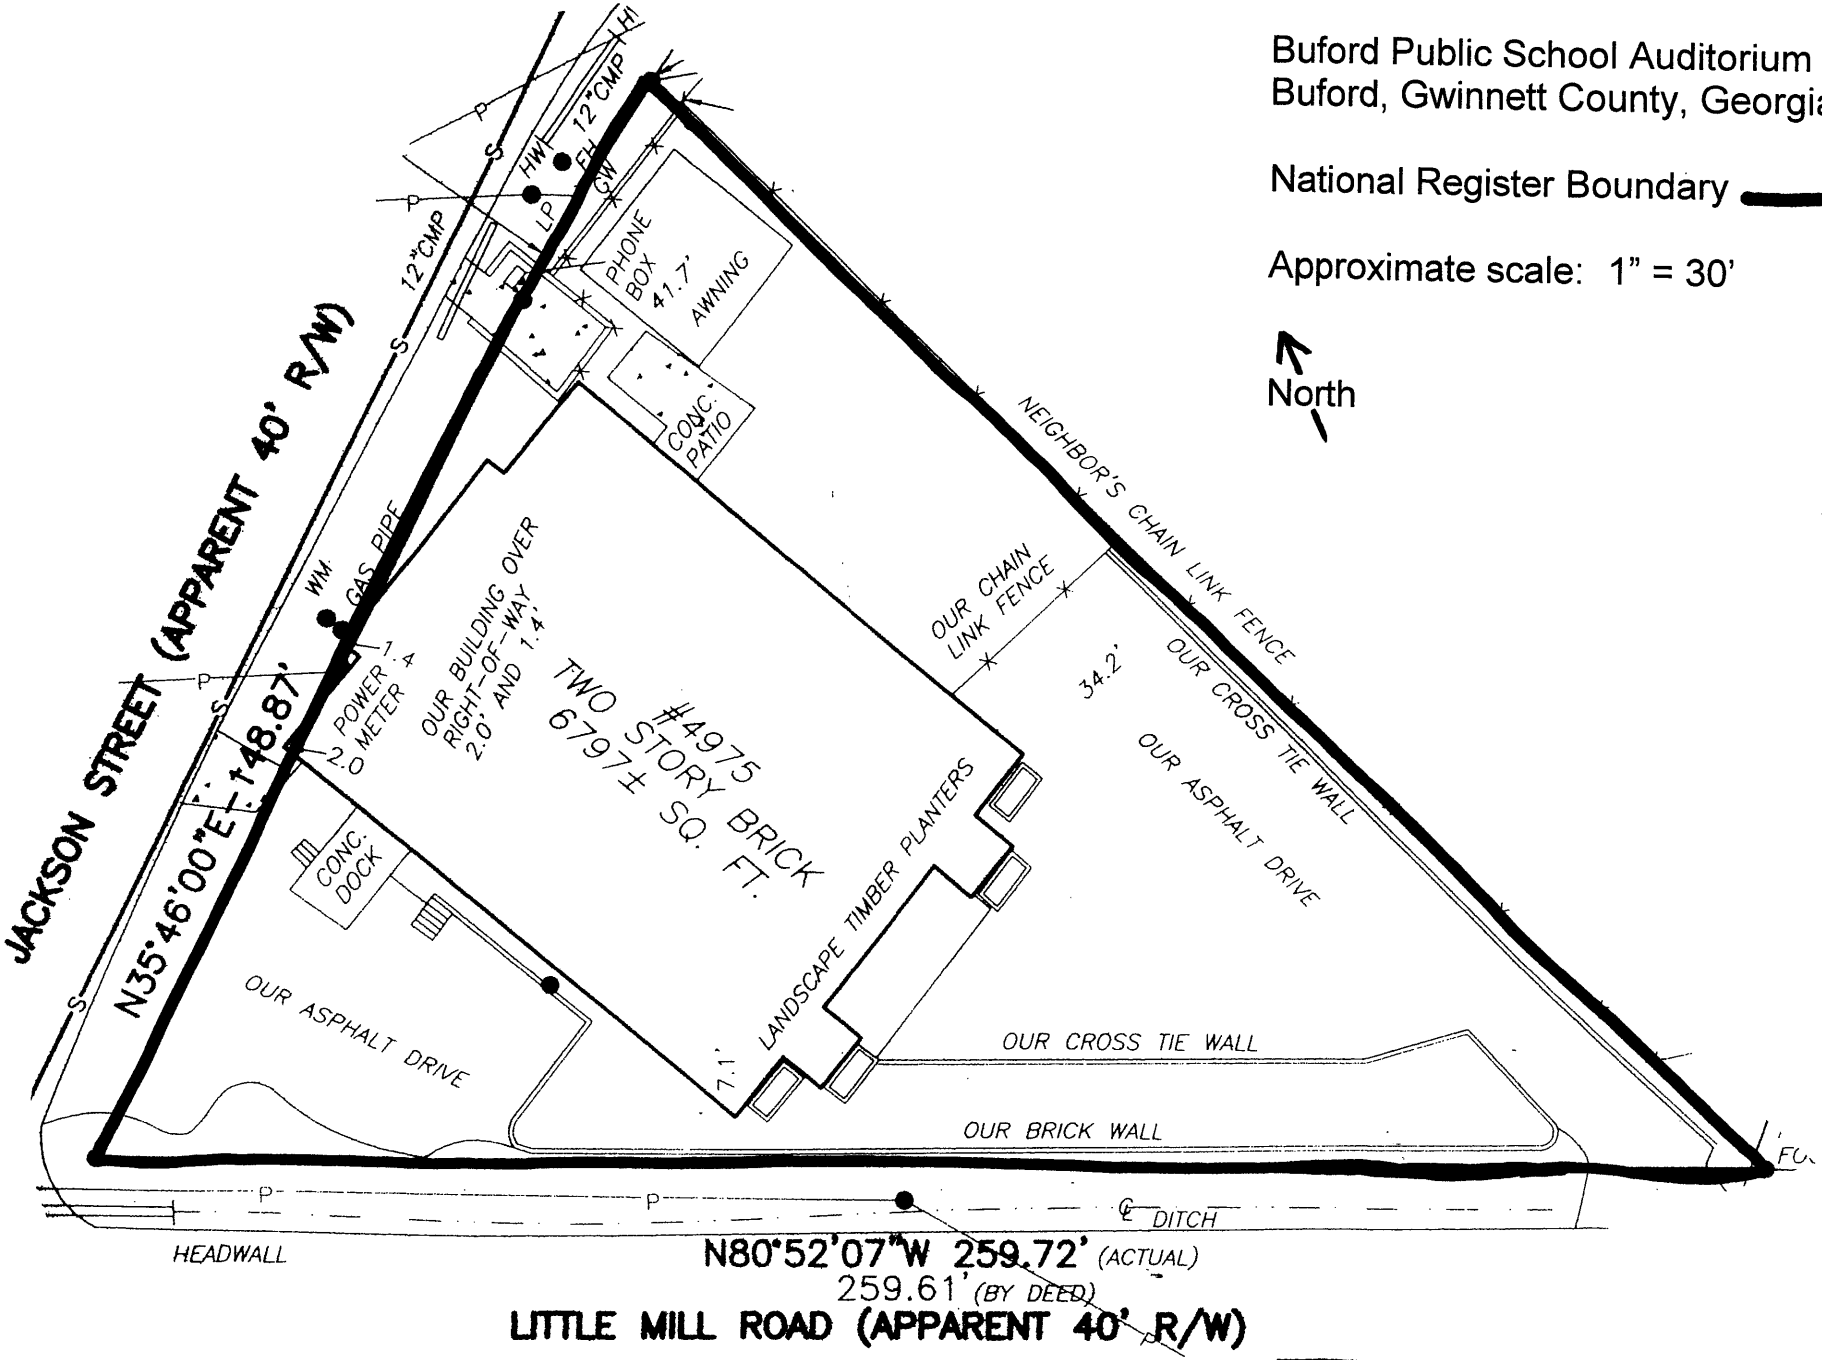 Buford Public School Auditorium
Buford, Gwinnett County, Georgia
National Register Boundary
Approximate scale: 1” = 30’
North
12"CMP
P
S
HW
FH
GW
P
LP
12"CMP
PHONE
BOX
41.7'
AWNING
S
CONC.
PATIO
JACKSON STREET (APPARENT 40' R/W)
NEIGHBOR'S CHAIN LINK FENCE
GAS PIPE
WM
OUR CHAIN
LINK FENCE
1.4
POWER
METER
2.0
OUR BUILDING OVER
RIGHT-OF-WAY
2.0' AND 1.4'
P
S
N35°46'00"E-148.87'
#4975
TWO STORY BRICK
6797± SQ. FT.
34.2'
OUR CROSS TIE WALL
OUR ASPHALT DRIVE
LANDSCAPE TIMBER PLANTERS
CONC.
DOCK
S
OUR ASPHALT DRIVE
7.1'
OUR CROSS TIE WALL
OUR BRICK WALL
P
P
℄ DITCH
HEADWALL
N80°52'07"W 259.72' (ACTUAL)
259.61' (BY DEED)
P
LITTLE MILL ROAD (APPARENT 40' R/W)